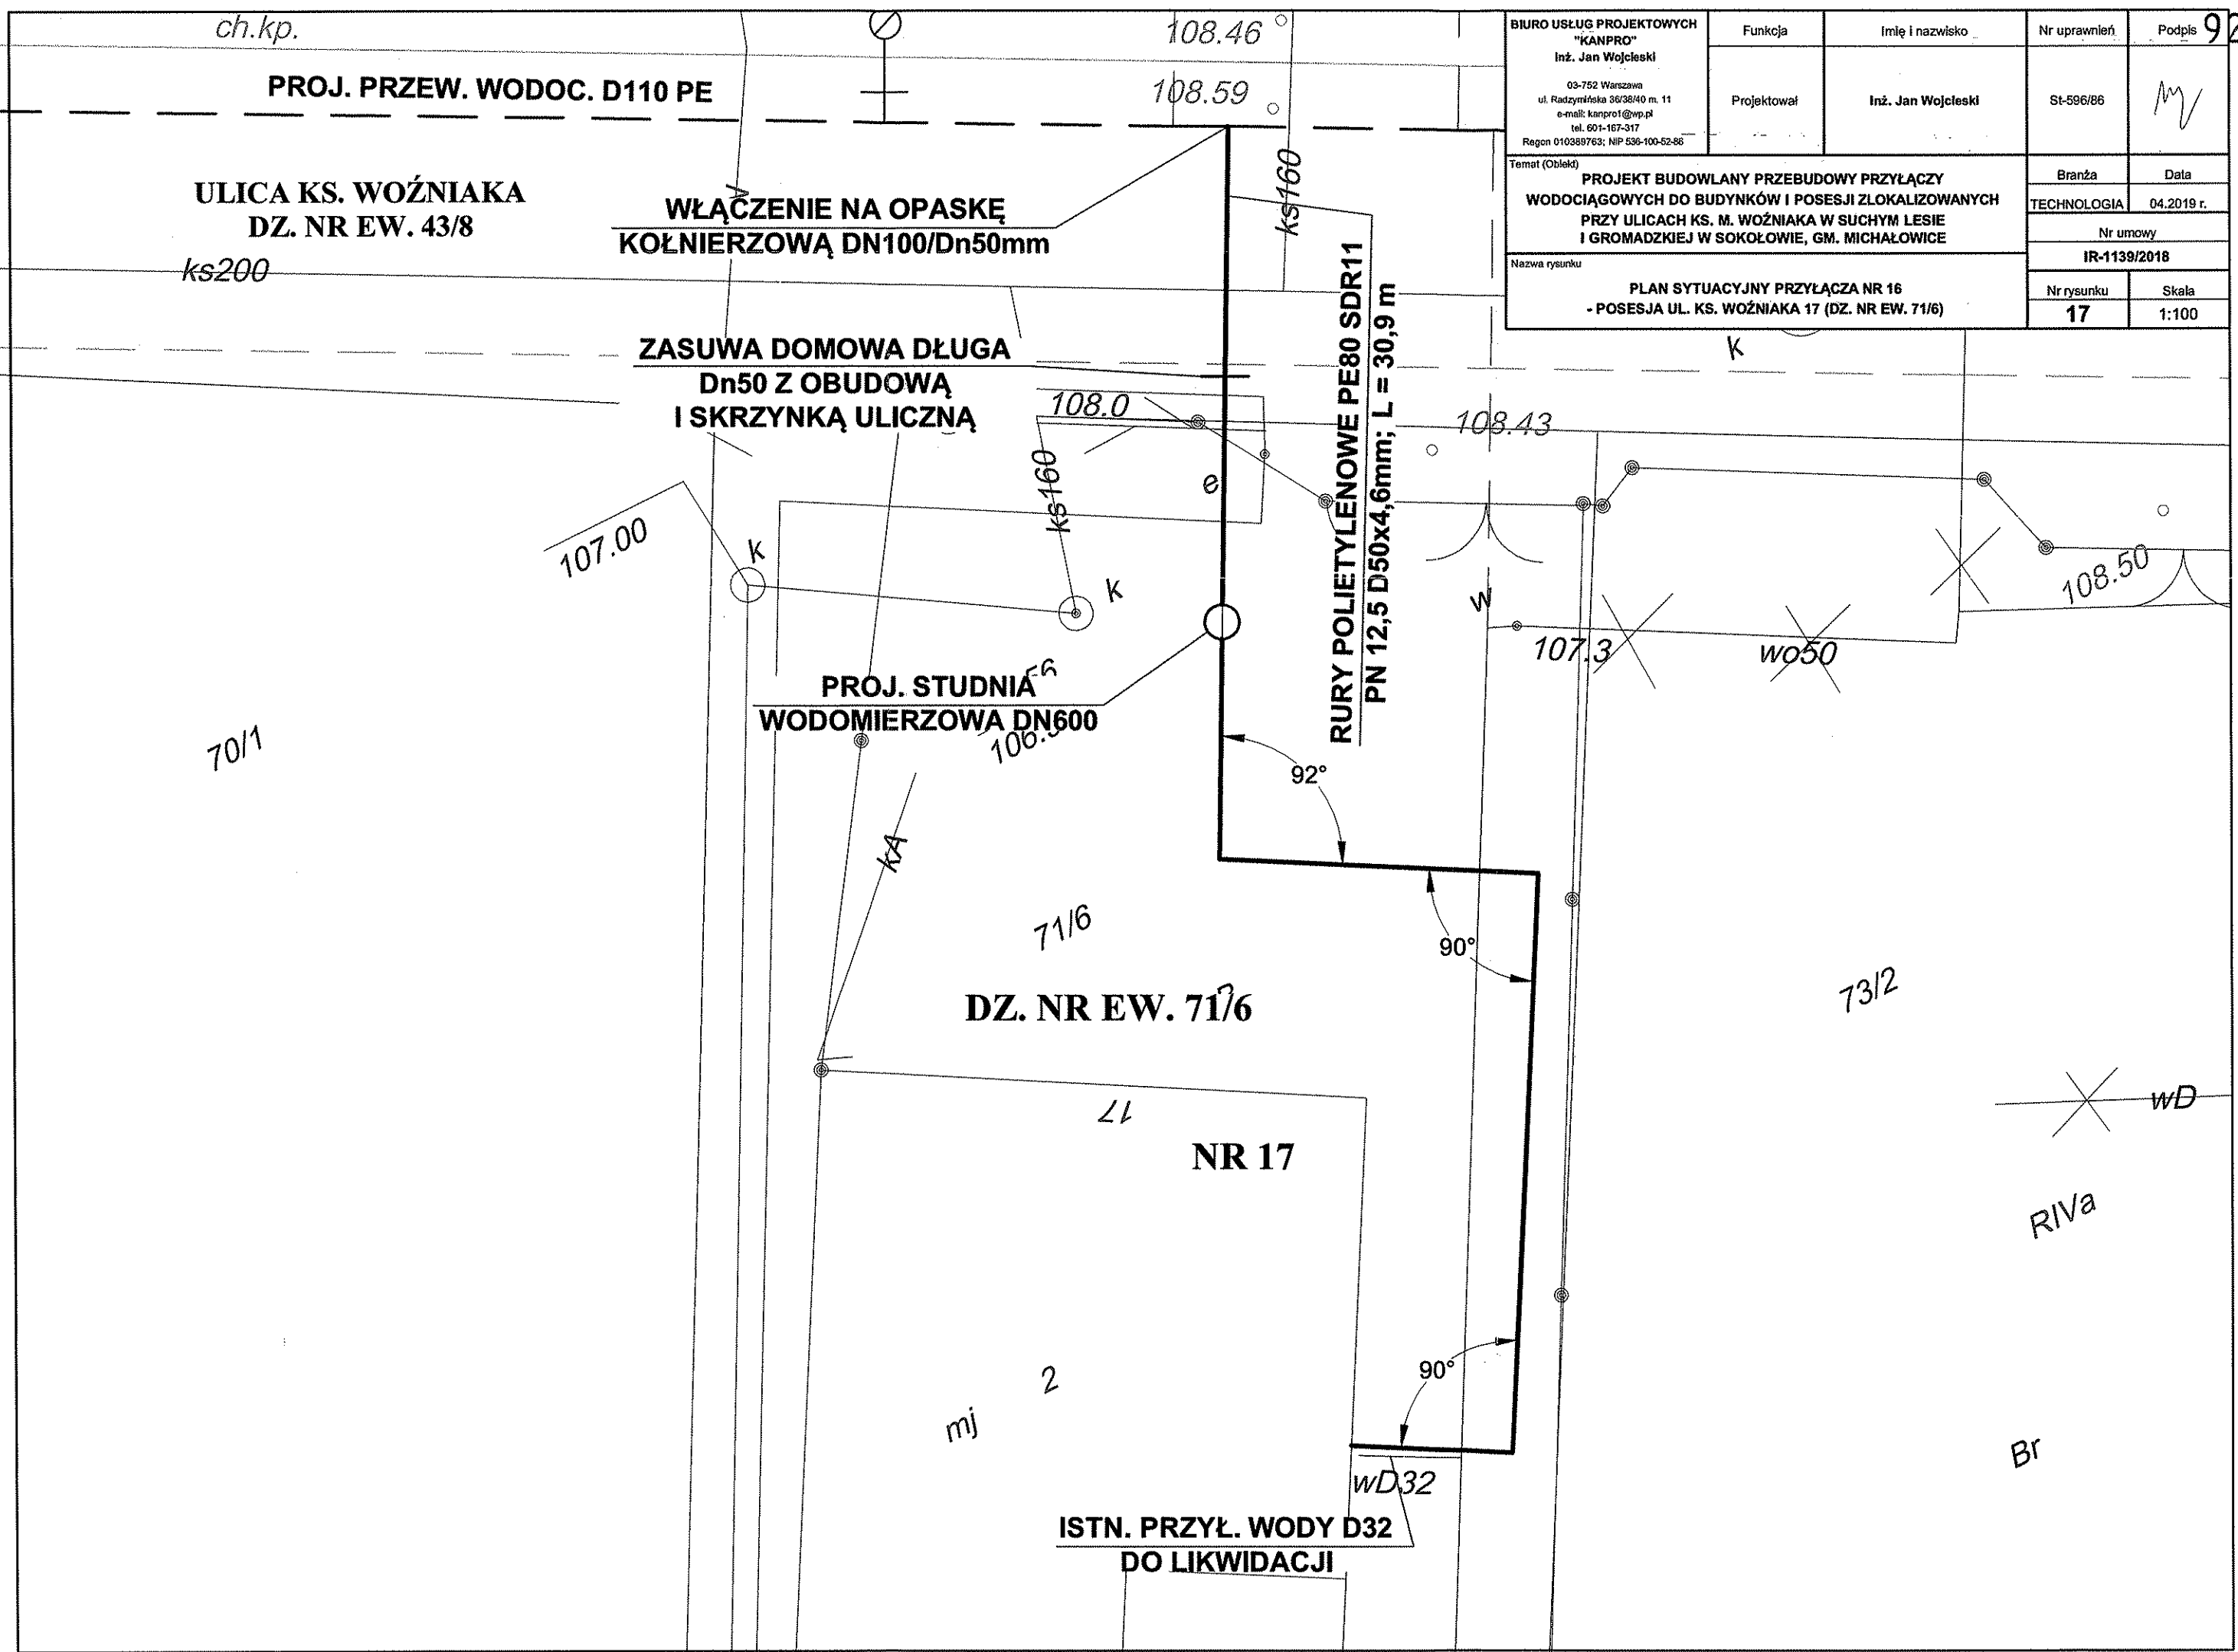 ch.kp.
108.46
108.59
PROJ. PRZEW. WODOC. D110 PE
ULICA KS. WOŹNIAKA
DZ. NR EW. 43/8
ks200
WŁĄCZENIE NA OPASKĘ
KOŁNIERZOWĄ DN100/Dn50mm
ks160
ZASUWA DOMOWA DŁUGA
Dn50 Z OBUDOWĄ
I SKRZYNKĄ ULICZNĄ
108.0
RURY POLIETYLENOWE PE80 SDR11
PN 12,5 D50x4,6mm; L = 30,9 m
BIURO USŁUG PROJEKTOWYCH
"KANPRO"
inż. Jan Wojcieski
03-752 Warszawa
ul. Radzymińska 36/38/40 m. 11
e-mail: kanpro1@wp.pl
tel. 601-167-317
Regon 010389763; NIP 536-100-52-86
Funkcja
Imię i nazwisko
Nr uprawnień
Podpis
92
Projektował
inż. Jan Wojcieski
St-596/86
Temat (Obiekt)
PROJEKT BUDOWLANY PRZEBUDOWY PRZYŁĄCZY
WODOCIĄGOWYCH DO BUDYNKÓW I POSESJI ZLOKALIZOWANYCH
PRZY ULICACH KS. M. WOŹNIAKA W SUCHYM LESIE
I GROMADZKIEJ W SOKOŁOWIE, GM. MICHAŁOWICE
Branża
Data
TECHNOLOGIA
04.2019 r.
Nr umowy
IR-1139/2018
Nazwa rysunku
PLAN SYTUACYJNY PRZYŁĄCZA NR 16
- POSESJA UL. KS. WOŹNIAKA 17 (DZ. NR EW. 71/6)
Nr rysunku
Skala
17
1:100
k
108.43
ks160
e
107.00
k
k
w
107.3
wo50
108.50
PROJ. STUDNIA
WODOMIERZOWA DN600
92°
70/1
kA
71/6
90°
DZ. NR EW. 71/6
73/2
17
NR 17
wD
RIVa
90°
2
mj
Br
wD32
ISTN. PRZYŁ. WODY D32
DO LIKWIDACJI